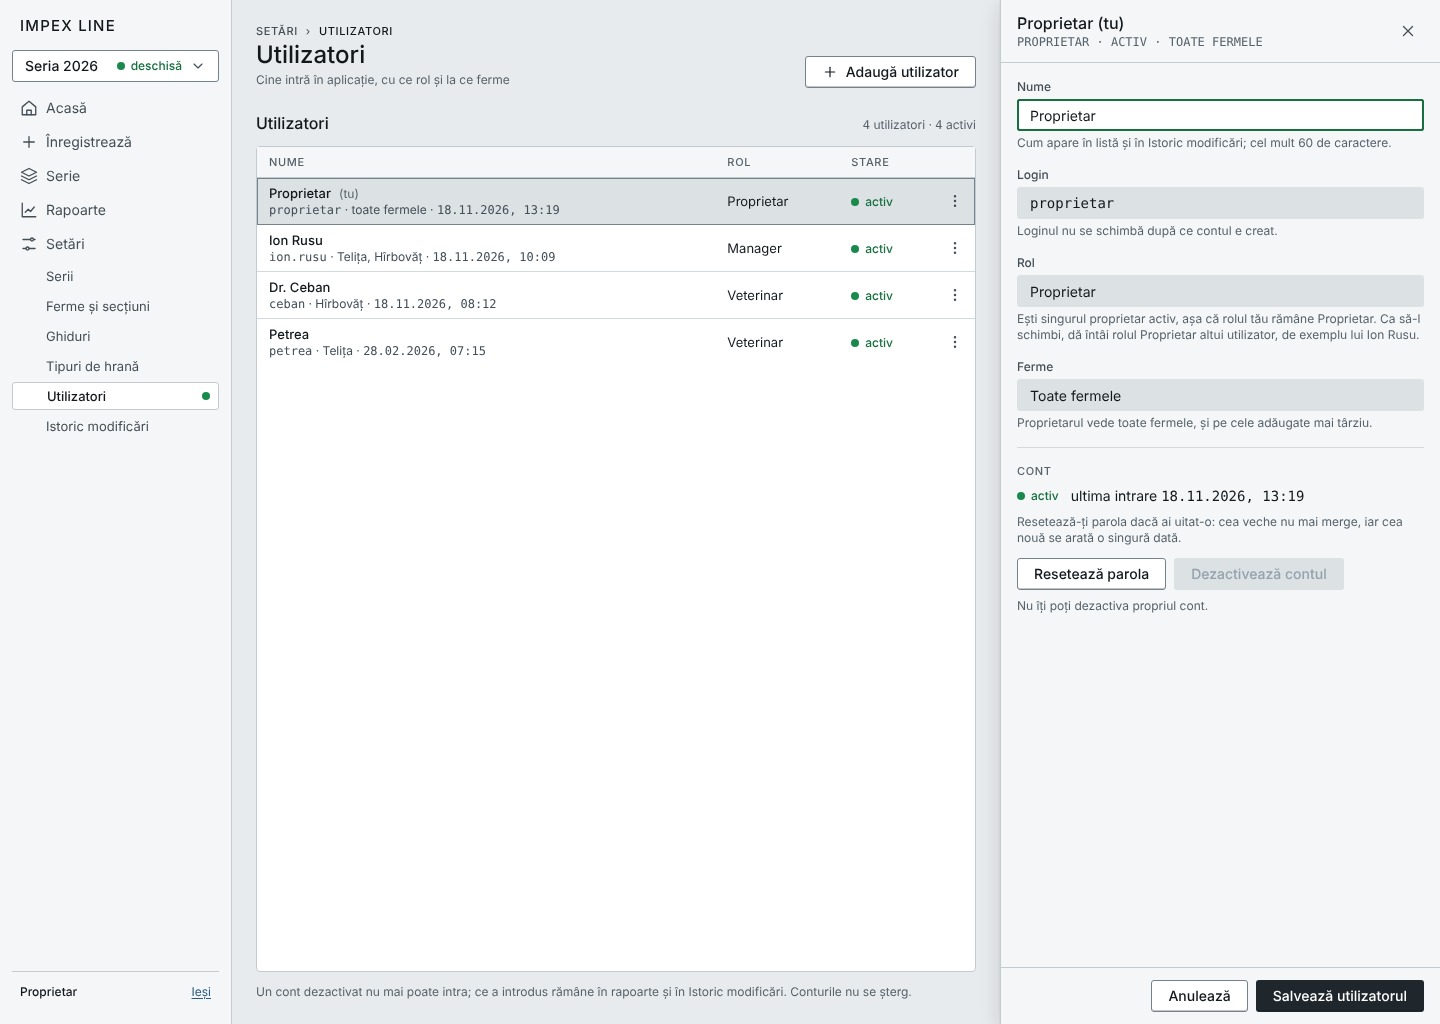 IMPEX LINE
Seria 2026 deschisă
Acasă
Înregistrează
Serie
Rapoarte
Setări
Serii
Ferme și secțiuni
Ghiduri
Tipuri de hrană
Utilizatori
Istoric modificări
Proprietar Ieși
SETĂRI › UTILIZATORI
Utilizatori
Cine intră în aplicație, cu ce rol și la ce ferme
Adaugă utilizator
Utilizatori 4 utilizatori · 4 activi
NUME ROL STARE
Proprietar (tu)
proprietar · toate fermele · 18.11.2026, 13:19
Proprietar activ
Ion Rusu
ion.rusu · Telița, Hîrbovăț · 18.11.2026, 10:09
Manager activ
Dr. Ceban
ceban · Hîrbovăț · 18.11.2026, 08:12
Veterinar activ
Petrea
petrea · Telița · 28.02.2026, 07:15
Veterinar activ
Un cont dezactivat nu mai poate intra; ce a introdus rămâne în rapoarte și în Istoric modificări. Conturile nu se șterg.
Proprietar (tu)
PROPRIETAR · ACTIV · TOATE FERMELE
Nume
Proprietar
Cum apare în listă și în Istoric modificări; cel mult 60 de caractere.
Login
proprietar
Loginul nu se schimbă după ce contul e creat.
Rol
Proprietar
Ești singurul proprietar activ, așa că rolul tău rămâne Proprietar. Ca să-l
schimbi, dă întâi rolul Proprietar altui utilizator, de exemplu lui Ion Rusu.
Ferme
Toate fermele
Proprietarul vede toate fermele, și pe cele adăugate mai târziu.
CONT
activ ultima intrare 18.11.2026, 13:19
Resetează-ți parola dacă ai uitat-o: cea veche nu mai merge, iar cea
nouă se arată o singură dată.
Resetează parola Dezactivează contul
Nu îți poți dezactiva propriul cont.
Anulează Salvează utilizatorul